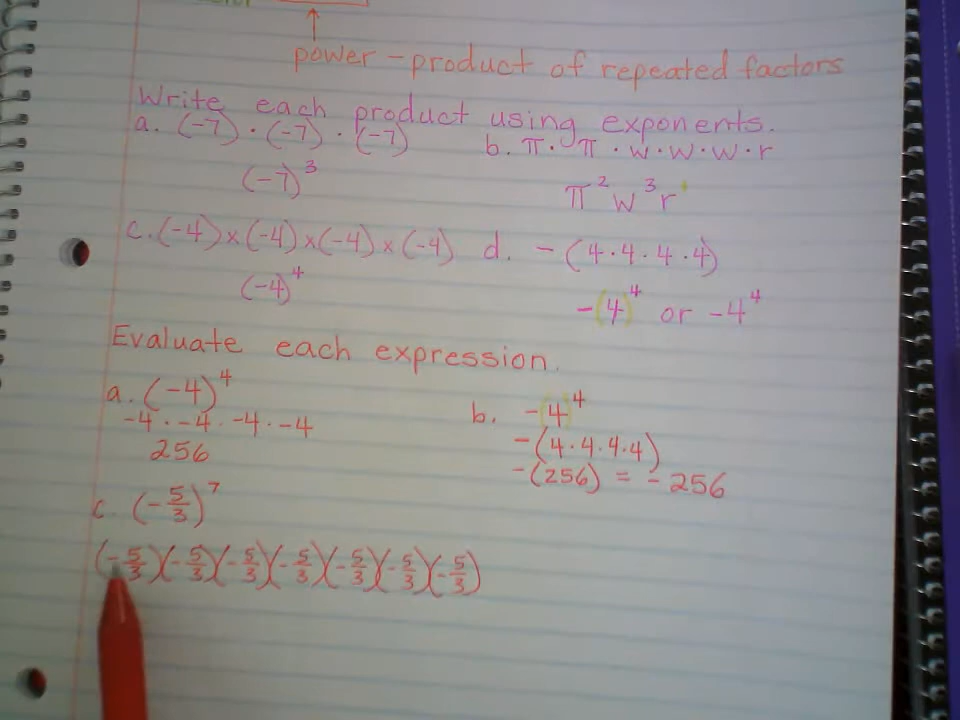 power - product of repeated factors
Write each product using exponents.
a. (-7) · (-7) · (-7)
b. π · π · w · w · w · r
(-7)³
π²w³r
c. (-4) × (-4) × (-4) × (-4)
d. -(4 · 4 · 4 · 4)
(-4)⁴
-(4)⁴ or -4⁴
Evaluate each expression.
a. (-4)⁴
-4 · -4 · -4 · -4
256
b. -(4)⁴
-(4·4·4·4)
-(256) = -256
c. (-5/3)⁷
(-5/3)(-5/3)(-5/3)(-5/3)(-5/3)(-5/3)(-5/3)